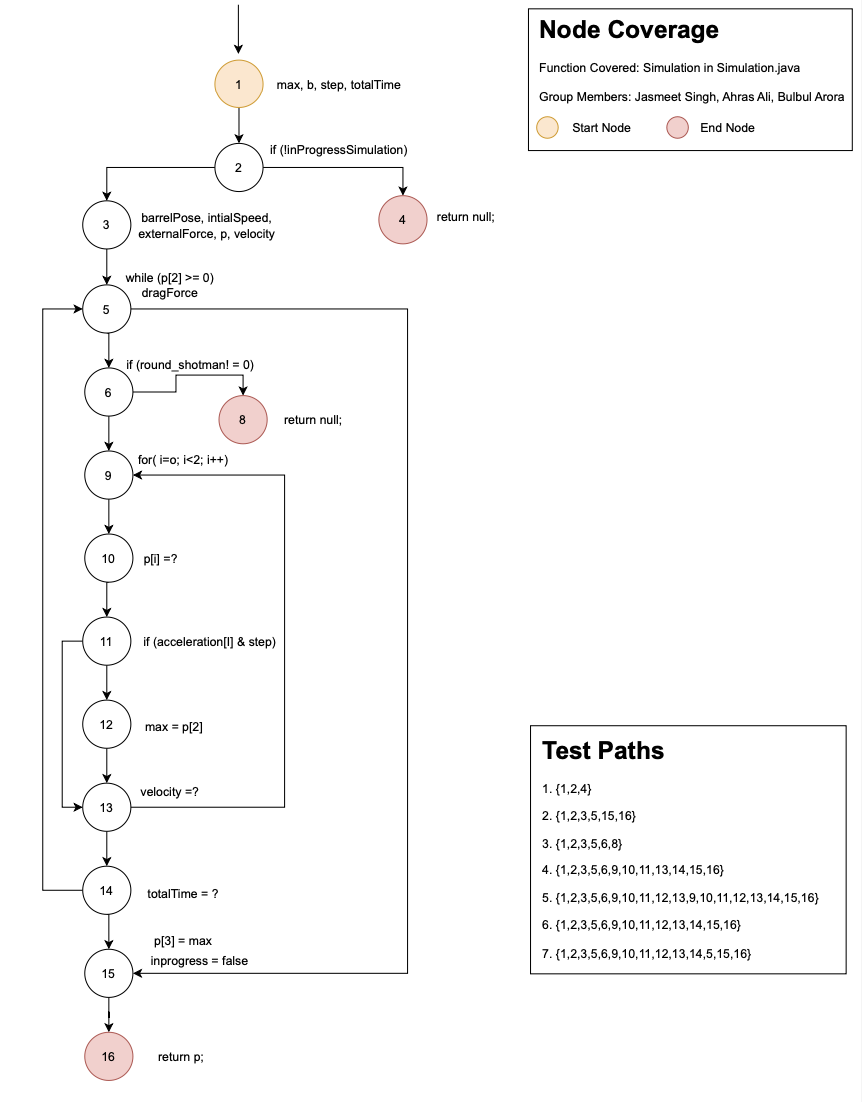 Node Coverage
Function Covered: Simulation in Simulation.java
Group Members: Jasmeet Singh, Ahras Ali, Bulbul Arora
Start Node
End Node
1
max, b, step, totalTime
if (!inProgressSimulation)
2
3
barrelPose, intialSpeed,
externalForce, p, velocity
4
return null;
while (p[2] >= 0)
dragForce
5
if (round_shotman! = 0)
6
8
return null;
for( i=o; i<2; i++)
9
10
p[i] =?
11
if (acceleration[I] & step)
12
max = p[2]
velocity =?
13
14
totalTime = ?
p[3] = max
inprogress = false
15
16
return p;
Test Paths
1. {1,2,4}
2. {1,2,3,5,15,16}
3. {1,2,3,5,6,8}
4. {1,2,3,5,6,9,10,11,13,14,15,16}
5. {1,2,3,5,6,9,10,11,12,13,9,10,11,12,13,14,15,16}
6. {1,2,3,5,6,9,10,11,12,13,14,15,16}
7. {1,2,3,5,6,9,10,11,12,13,14,5,15,16}